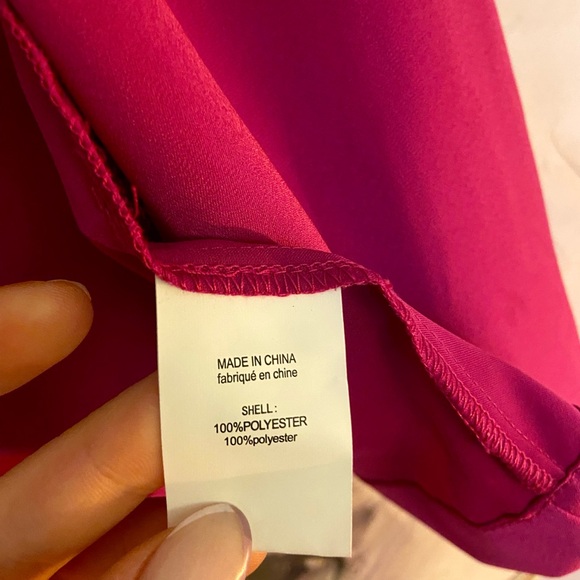 MADE IN CHINA
fabriqué en chine
SHELL :
100%POLYESTER
100%polyester